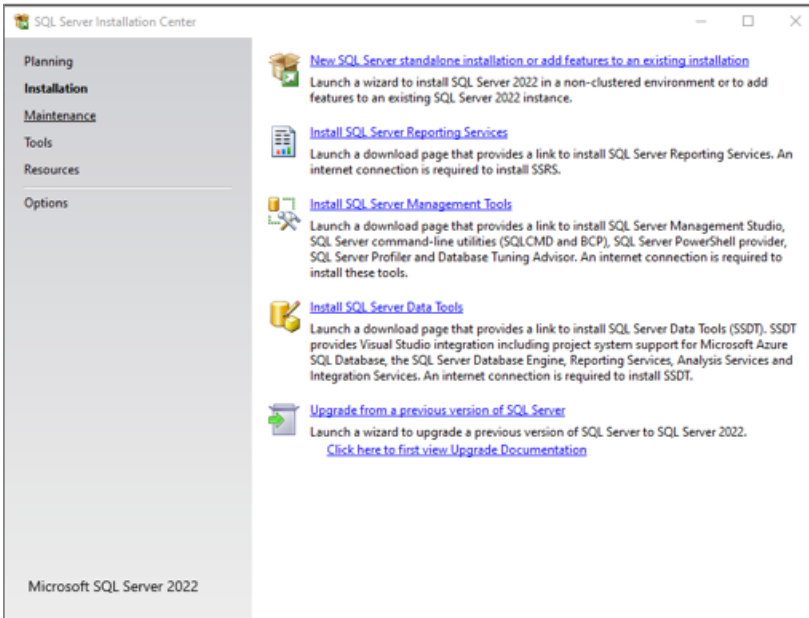 SQL Server Installation Center
Planning
Installation
Maintenance
Tools
Resources
Options
Microsoft SQL Server 2022
New SQL Server standalone installation or add features to an existing installation
Launch a wizard to install SQL Server 2022 in a non-clustered environment or to add
features to an existing SQL Server 2022 instance.
Install SQL Server Reporting Services
Launch a download page that provides a link to install SQL Server Reporting Services. An
internet connection is required to install SSRS.
Install SQL Server Management Tools
Launch a download page that provides a link to install SQL Server Management Studio,
SQL Server command-line utilities (SQLCMD and BCP), SQL Server PowerShell provider,
SQL Server Profiler and Database Tuning Advisor. An internet connection is required to
install these tools.
Install SQL Server Data Tools
Launch a download page that provides a link to install SQL Server Data Tools (SSDT). SSDT
provides Visual Studio integration including project system support for Microsoft Azure
SQL Database, the SQL Server Database Engine, Reporting Services, Analysis Services and
Integration Services. An internet connection is required to install SSDT.
Upgrade from a previous version of SQL Server
Launch a wizard to upgrade a previous version of SQL Server to SQL Server 2022.
Click here to first view Upgrade Documentation